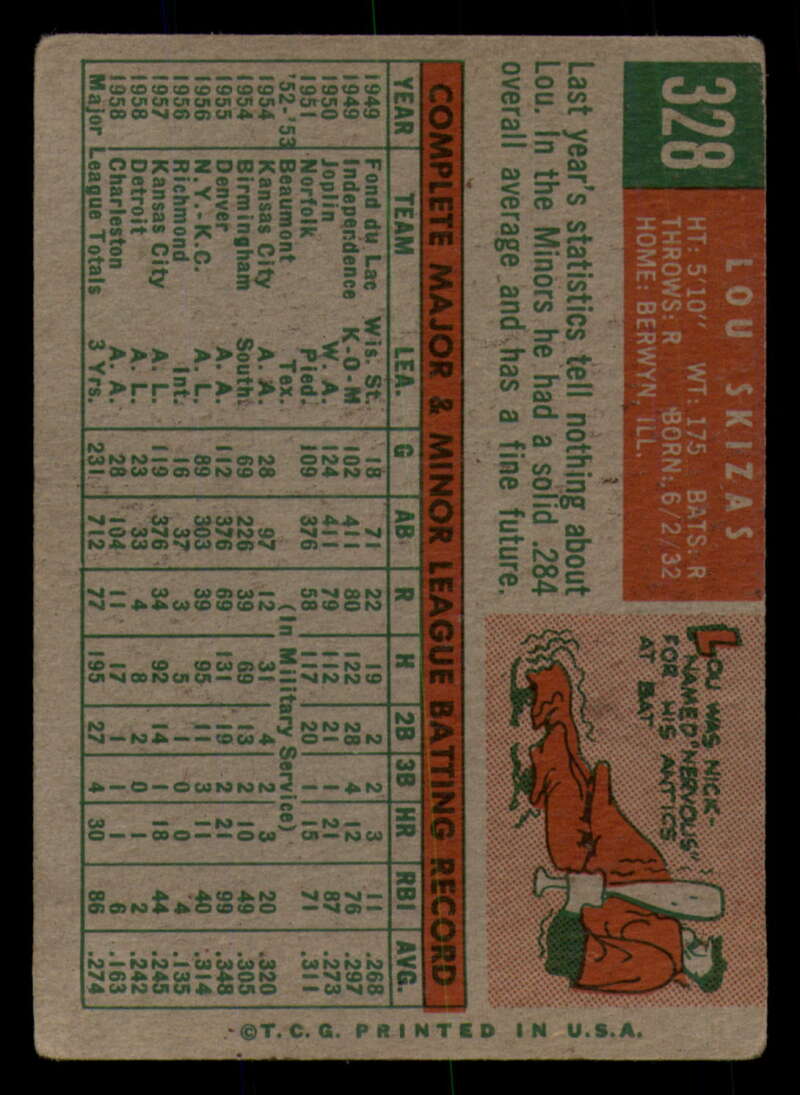 328
LOU SKIZAS
HT: 5'10" WT: 175 BATS: R
THROWS: R BORN: 6/2/32
HOME: BERWYN, ILL.
LOU WAS NICK-
NAMED "NERVOUS"
FOR HIS ANTICS
AT BAT
Last year's statistics tell nothing about
Lou. In the Minors he had a solid .284
overall average and has a fine future.
COMPLETE MAJOR & MINOR LEAGUE BATTING RECORD
YEAR TEAM LEA. G AB R H 2B 3B HR RBI AVG.
1949 Fond du Lac Wis. St. 18 71 22 19 2 2 3 11 .268
1949 Independence K-O-M 102 411 80 122 28 4 12 76 .297
1950 Joplin W. A. 124 411 79 112 21 1 21 87 .273
1951 Norfolk Pied. 109 376 58 117 20 1 15 71 .311
'52-'53 Beaumont Tex. (In Military Service)
1954 Kansas City A. A. 28 97 12 31 4 2 3 20 .320
1954 Birmingham South. 69 226 39 69 13 2 10 49 .305
1955 Denver A. A. 112 376 69 131 19 2 21 99 .348
1956 N.Y.-K.C. A. L. 89 303 39 95 11 3 11 40 .314
1956 Richmond Int. 16 37 3 5 1 0 0 4 .135
1957 Kansas City A. L. 119 376 34 92 14 1 18 44 .245
1958 Detroit A. L. 23 33 4 8 2 0 1 2 .242
1958 Charleston A. A. 28 104 11 17 1 1 1 6 .163
Major League Totals 3 Yrs. 231 712 77 195 27 4 30 86 .274
©T.C.G. PRINTED IN U.S.A.